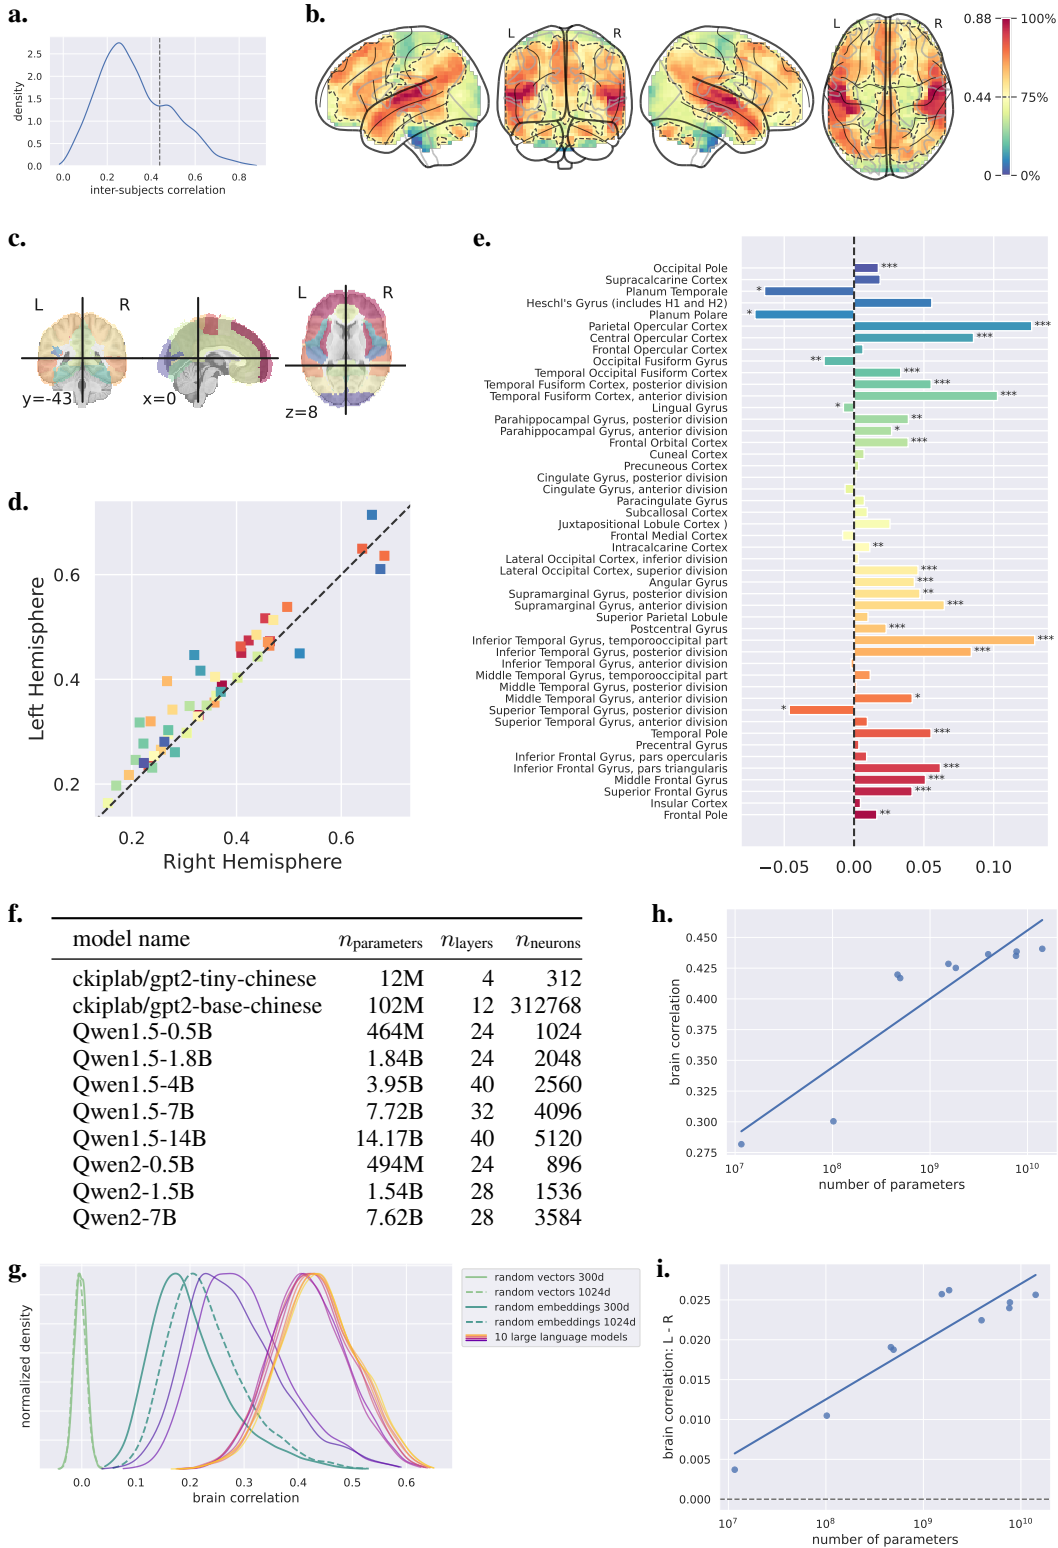 a.
density
2.5
2.0
1.5
1.0
0.5
0.0
0.0 0.2 0.4 0.6 0.8
inter-subjects correlation
b.
L R
L R
0.88 100%
0.44 75%
0 0%
c.
L R
y=-43
x=0
L R
z=8
d.
Left Hemisphere
0.6
0.4
0.2
0.2 0.4 0.6
Right Hemisphere
e.
Occipital Pole ***
Supracalcarine Cortex
Planum Temporale *
Heschl's Gyrus (includes H1 and H2)
Planum Polare *
Parietal Opercular Cortex ***
Central Opercular Cortex ***
Frontal Opercular Cortex
Occipital Fusiform Gyrus **
Temporal Occipital Fusiform Cortex ***
Temporal Fusiform Cortex, posterior division ***
Temporal Fusiform Cortex, anterior division ***
Lingual Gyrus *
Parahippocampal Gyrus, posterior division **
Parahippocampal Gyrus, anterior division *
Frontal Orbital Cortex ***
Cuneal Cortex
Precuneous Cortex
Cingulate Gyrus, posterior division
Cingulate Gyrus, anterior division
Paracingulate Gyrus
Subcallosal Cortex
Juxtapositional Lobule Cortex )
Frontal Medial Cortex
Intracalcarine Cortex **
Lateral Occipital Cortex, inferior division
Lateral Occipital Cortex, superior division ***
Angular Gyrus ***
Supramarginal Gyrus, posterior division **
Supramarginal Gyrus, anterior division ***
Superior Parietal Lobule
Postcentral Gyrus ***
Inferior Temporal Gyrus, temporooccipital part ***
Inferior Temporal Gyrus, posterior division ***
Inferior Temporal Gyrus, anterior division
Middle Temporal Gyrus, temporooccipital part
Middle Temporal Gyrus, posterior division
Middle Temporal Gyrus, anterior division *
Superior Temporal Gyrus, posterior division *
Superior Temporal Gyrus, anterior division
Temporal Pole ***
Precentral Gyrus
Inferior Frontal Gyrus, pars opercularis
Inferior Frontal Gyrus, pars triangularis ***
Middle Frontal Gyrus ***
Superior Frontal Gyrus ***
Insular Cortex
Frontal Pole **
−0.05 0.00 0.05 0.10
f.
model name nparameters nlayers nneurons
ckiplab/gpt2-tiny-chinese 12M 4 312
ckiplab/gpt2-base-chinese 102M 12 312768
Qwen1.5-0.5B 464M 24 1024
Qwen1.5-1.8B 1.84B 24 2048
Qwen1.5-4B 3.95B 40 2560
Qwen1.5-7B 7.72B 32 4096
Qwen1.5-14B 14.17B 40 5120
Qwen2-0.5B 494M 24 896
Qwen2-1.5B 1.54B 28 1536
Qwen2-7B 7.62B 28 3584
h.
brain correlation
0.450
0.425
0.400
0.375
0.350
0.325
0.300
0.275
10⁷ 10⁸ 10⁹ 10¹⁰
number of parameters
g.
normalized density
random vectors 300d
random vectors 1024d
random embeddings 300d
random embeddings 1024d
10 large language models
0.0 0.1 0.2 0.3 0.4 0.5 0.6
brain correlation
i.
brain correlation: L - R
0.025
0.020
0.015
0.010
0.005
0.000
10⁷ 10⁸ 10⁹ 10¹⁰
number of parameters